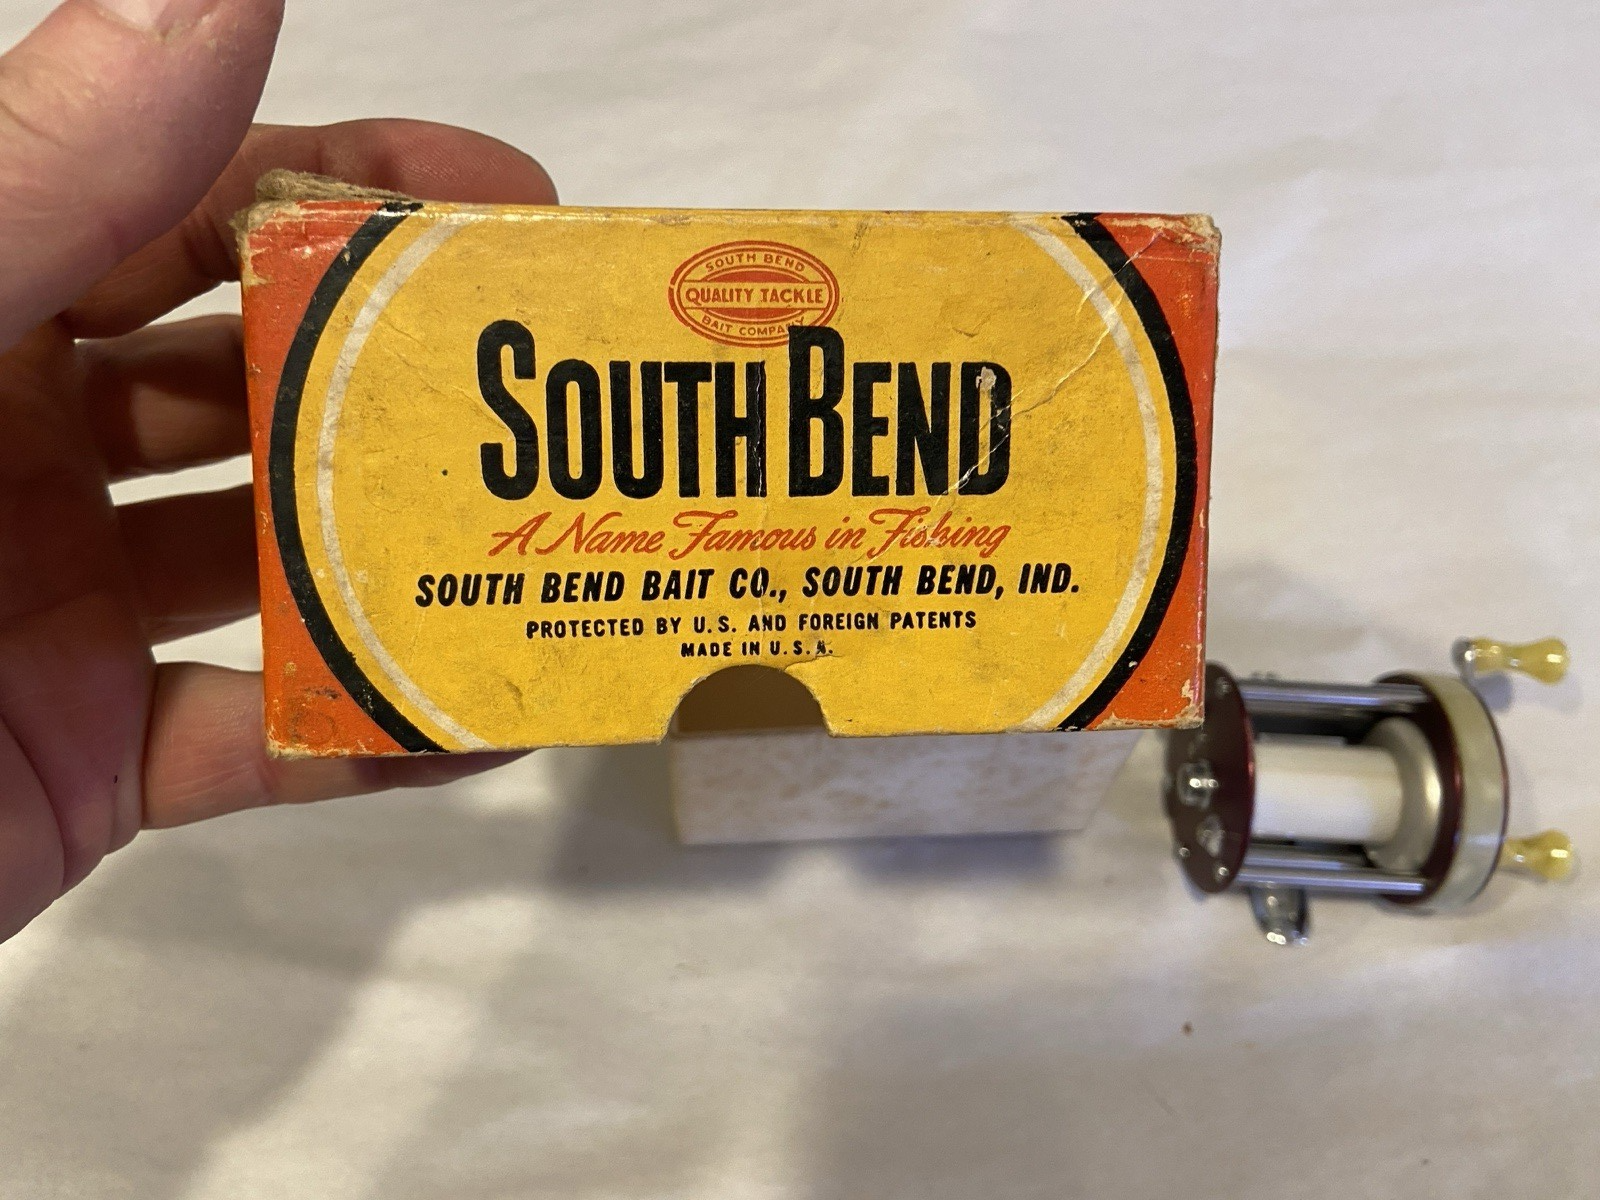 SOUTH BEND
QUALITY TACKLE
BAIT COMPANY
SOUTH BEND
A Name Famous in Fishing
SOUTH BEND BAIT CO., SOUTH BEND, IND.
PROTECTED BY U.S. AND FOREIGN PATENTS
MADE IN U.S.A.